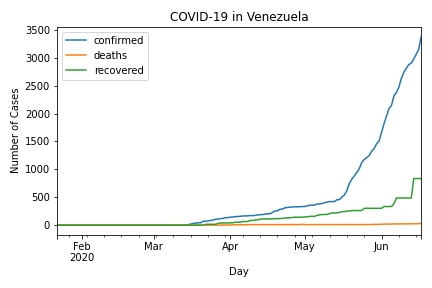 COVID-19 in Venezuela
confirmed
deaths
recovered
Number of Cases
3500
3000
2500
2000
1500
1000
500
0
Feb
2020
Mar
Apr
May
Jun
Day